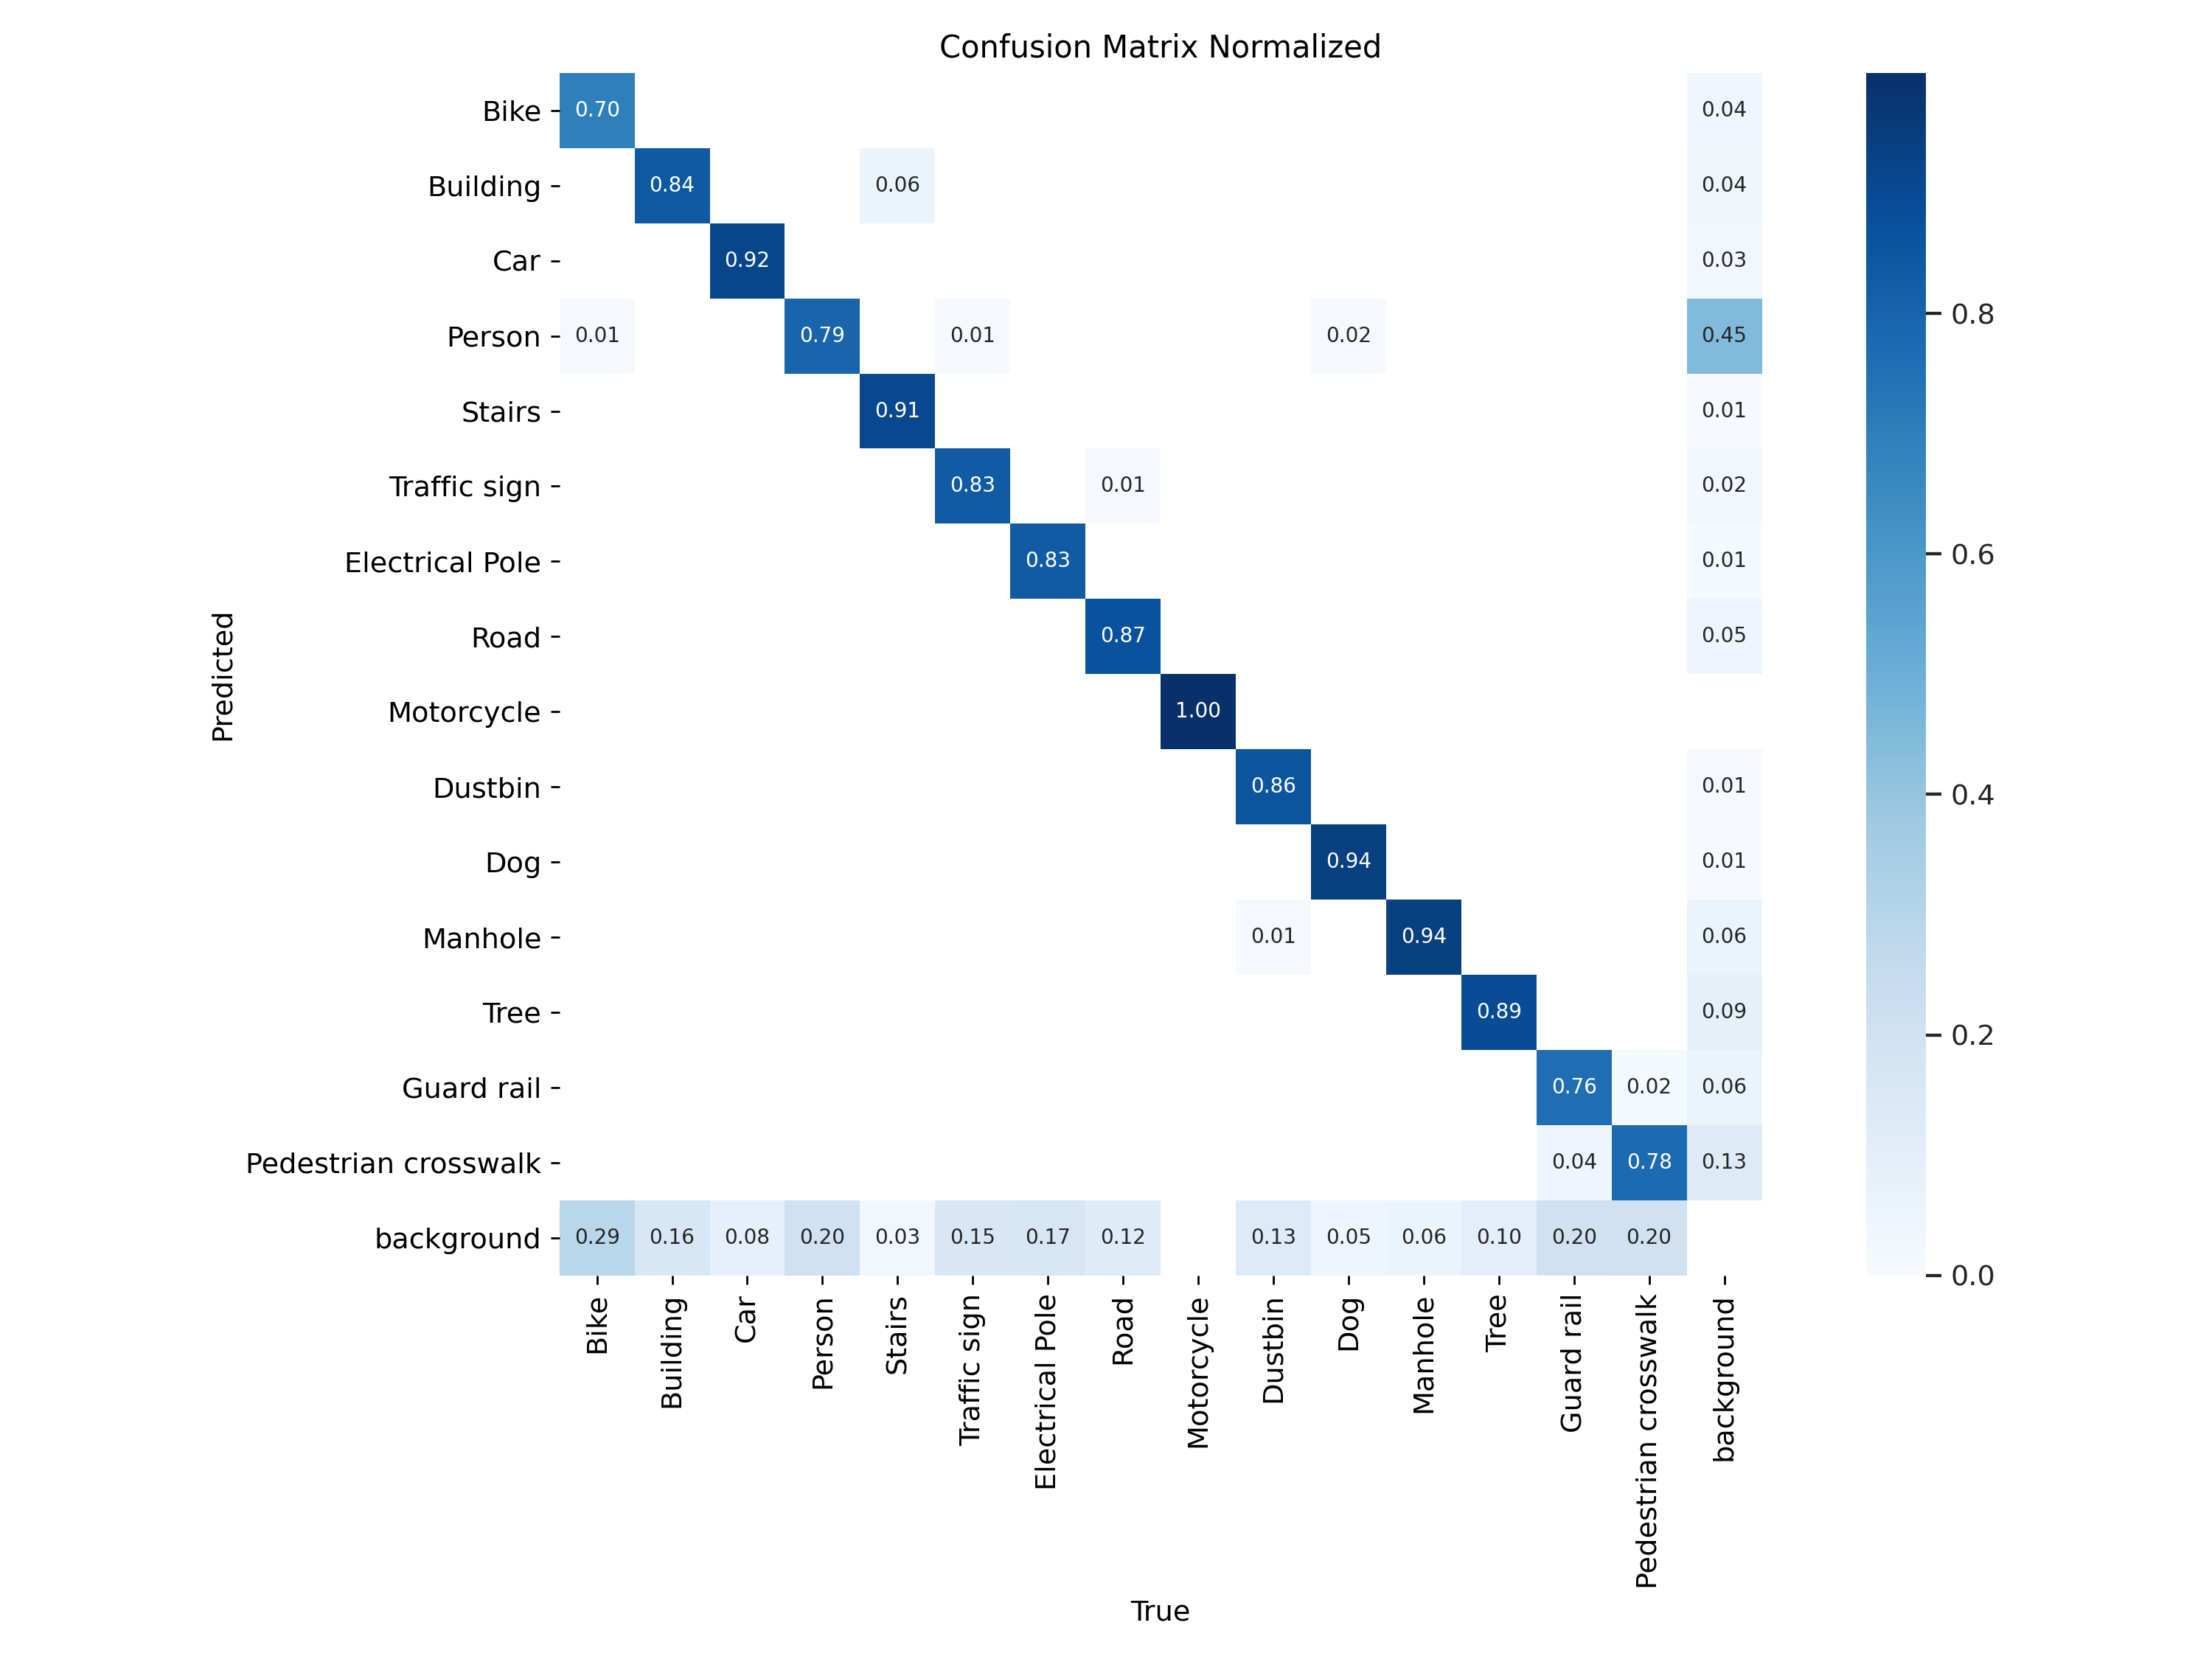 Confusion Matrix Normalized
Bike 0.70 0.04
Building 0.84 0.06 0.04
Car 0.92 0.03
Person 0.01 0.79 0.01 0.02 0.45
Stairs 0.91 0.01
Traffic sign 0.83 0.01 0.02
Electrical Pole 0.83 0.01
Road 0.87 0.05
Motorcycle 1.00
Dustbin 0.86 0.01
Dog 0.94 0.01
Manhole 0.01 0.94 0.06
Tree 0.89 0.09
Guard rail 0.76 0.02 0.06
Pedestrian crosswalk 0.04 0.78 0.13
background 0.29 0.16 0.08 0.20 0.03 0.15 0.17 0.12 0.13 0.05 0.06 0.10 0.20 0.20
Predicted
Bike
Building
Car
Person
Stairs
Traffic sign
Electrical Pole
Road
Motorcycle
Dustbin
Dog
Manhole
Tree
Guard rail
Pedestrian crosswalk
background
True
0.8
0.6
0.4
0.2
0.0